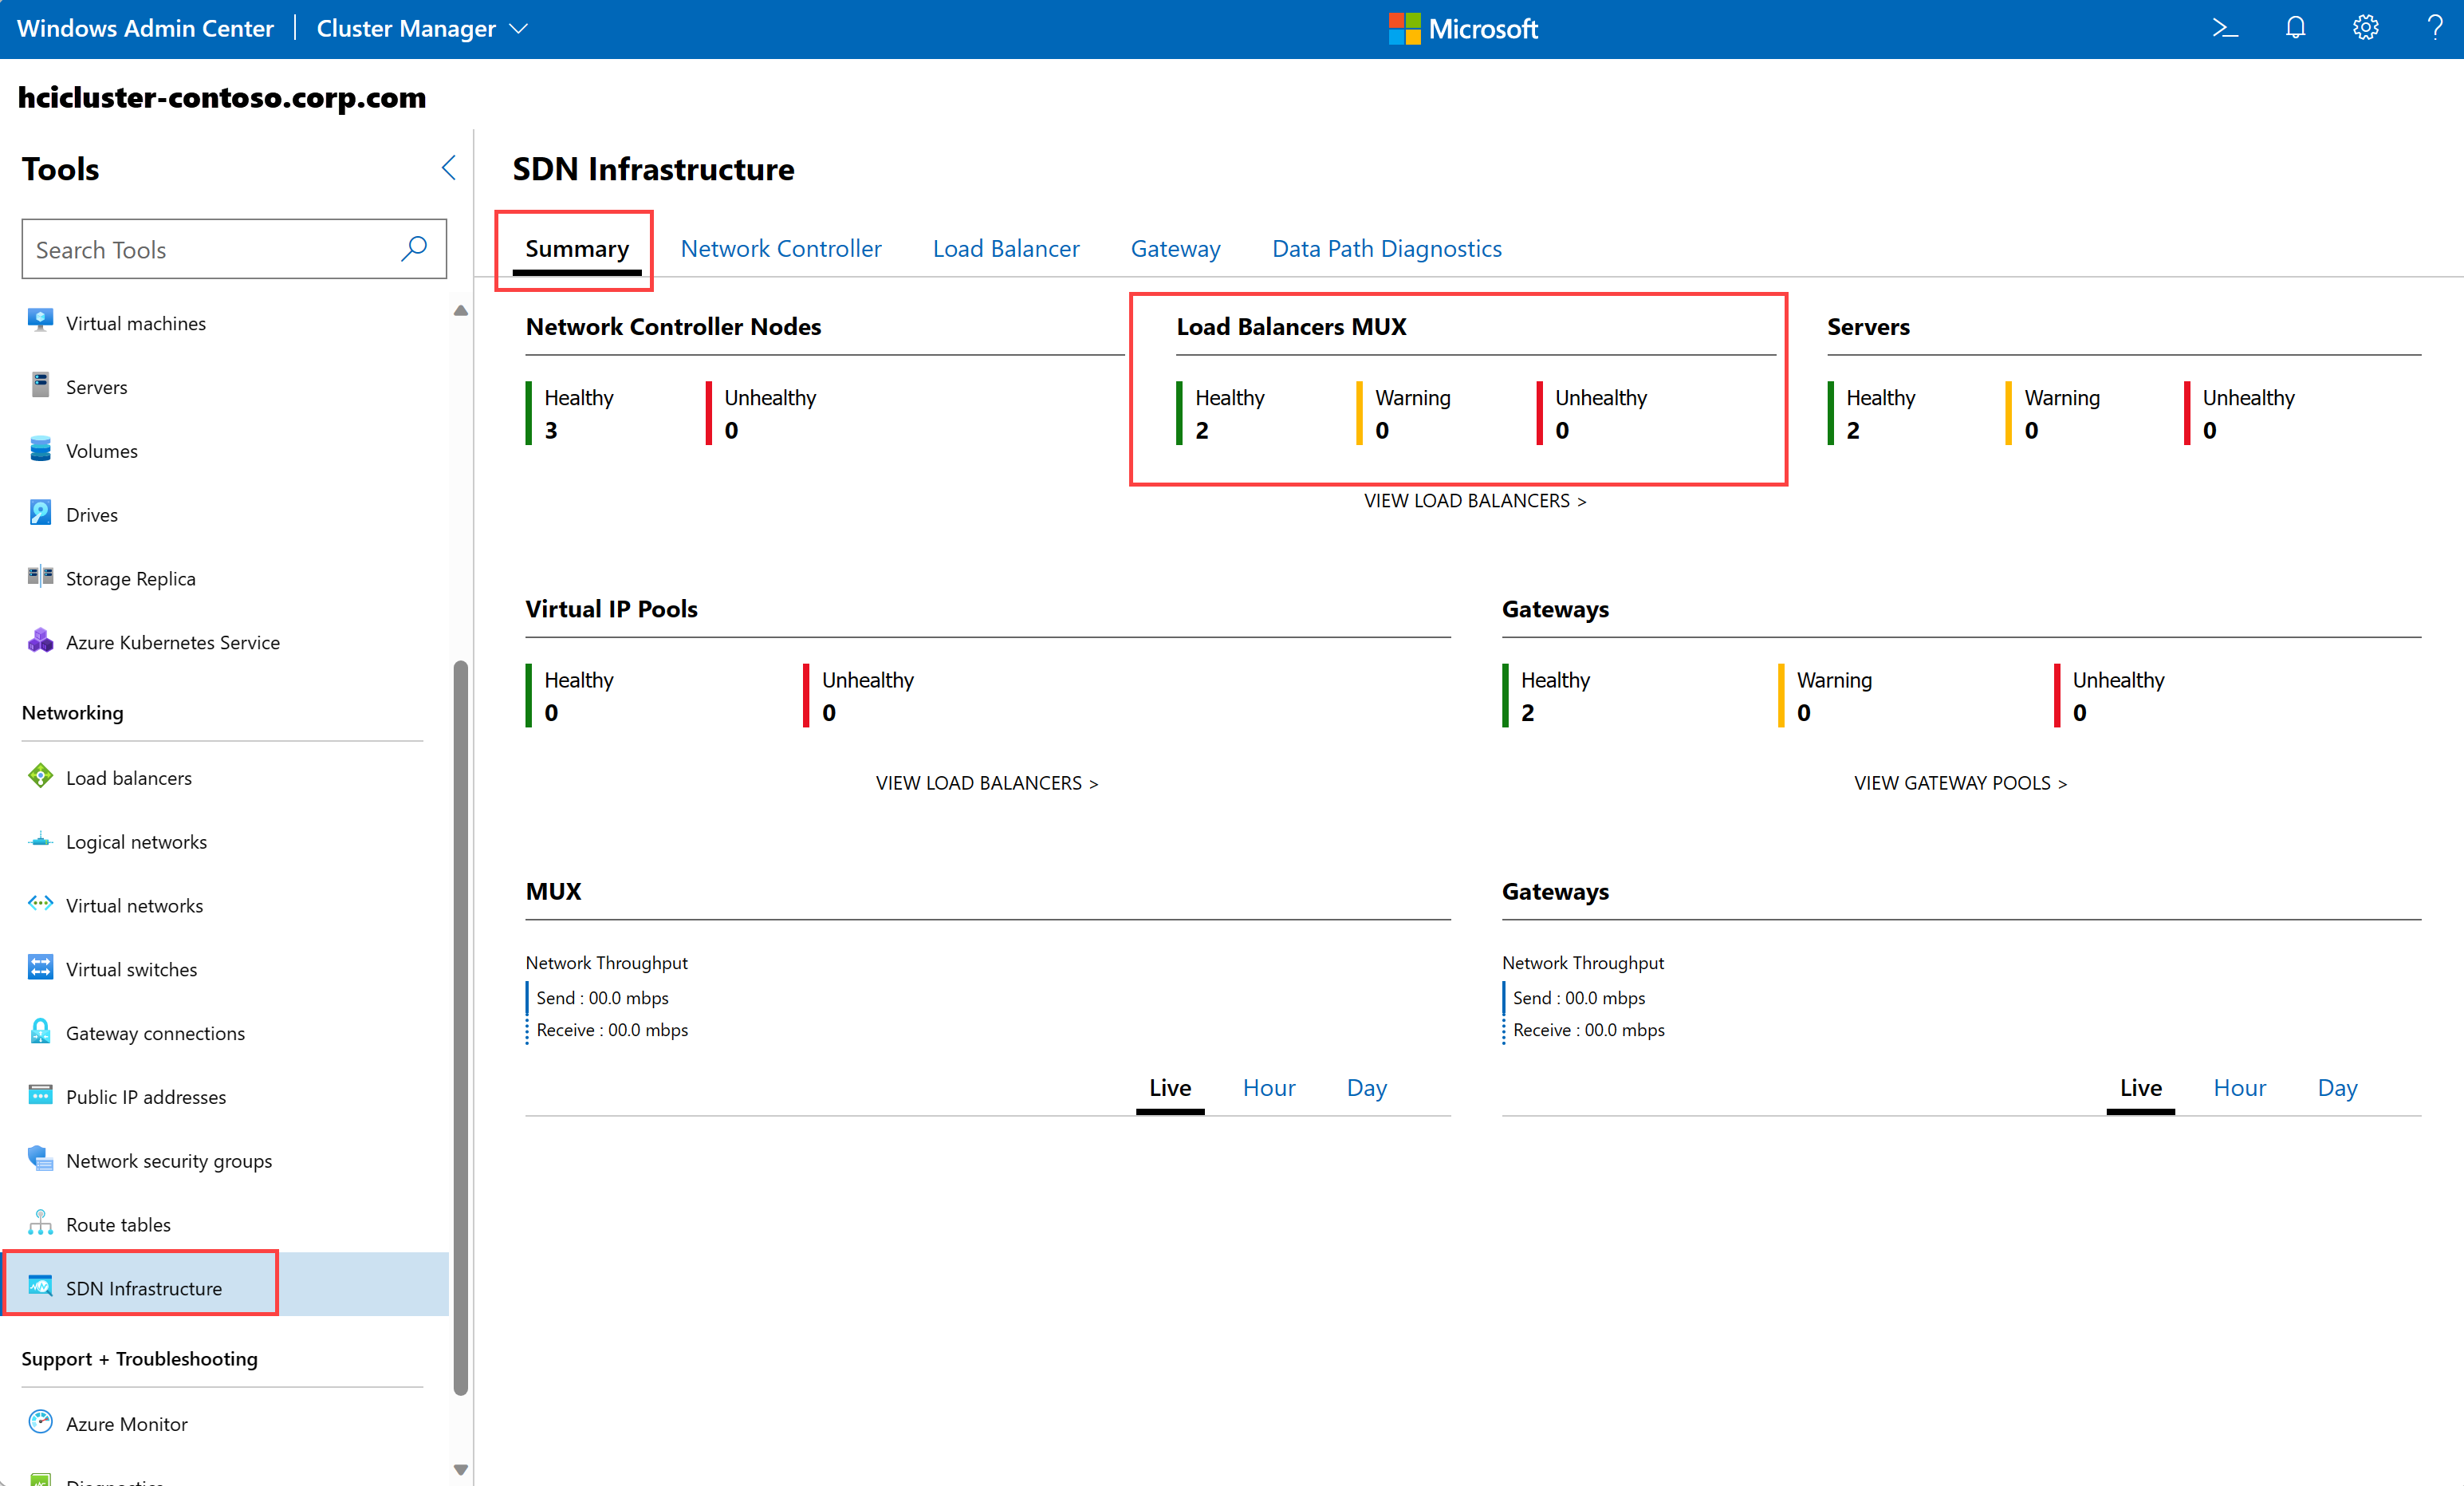 Windows Admin Center
Cluster Manager
Microsoft
hcicluster-contoso.corp.com
Tools
Search Tools
Virtual machines
Servers
Volumes
Drives
Storage Replica
Azure Kubernetes Service
Networking
Load balancers
Logical networks
Virtual networks
Virtual switches
Gateway connections
Public IP addresses
Network security groups
Route tables
SDN Infrastructure
Support + Troubleshooting
Azure Monitor
SDN Infrastructure
Summary
Network Controller
Load Balancer
Gateway
Data Path Diagnostics
Network Controller Nodes
Healthy
3
Unhealthy
0
Load Balancers MUX
Healthy
2
Warning
0
Unhealthy
0
VIEW LOAD BALANCERS >
Servers
Healthy
2
Warning
0
Unhealthy
0
Virtual IP Pools
Healthy
0
Unhealthy
0
VIEW LOAD BALANCERS >
Gateways
Healthy
2
Warning
0
Unhealthy
0
VIEW GATEWAY POOLS >
MUX
Network Throughput
Send : 00.0 mbps
Receive : 00.0 mbps
Live
Hour
Day
Gateways
Network Throughput
Send : 00.0 mbps
Receive : 00.0 mbps
Live
Hour
Day